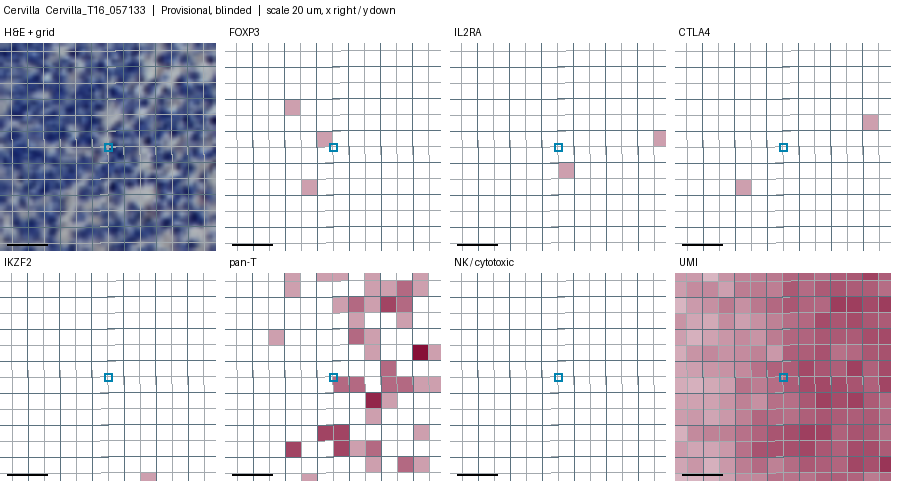 Cervilla Cervilla_T16_057133 | Provisional, blinded | scale 20 um, x right / y down
H&E + grid FOXP3 IL2RA CTLA4
IKZF2 pan-T NK / cytotoxic UMI